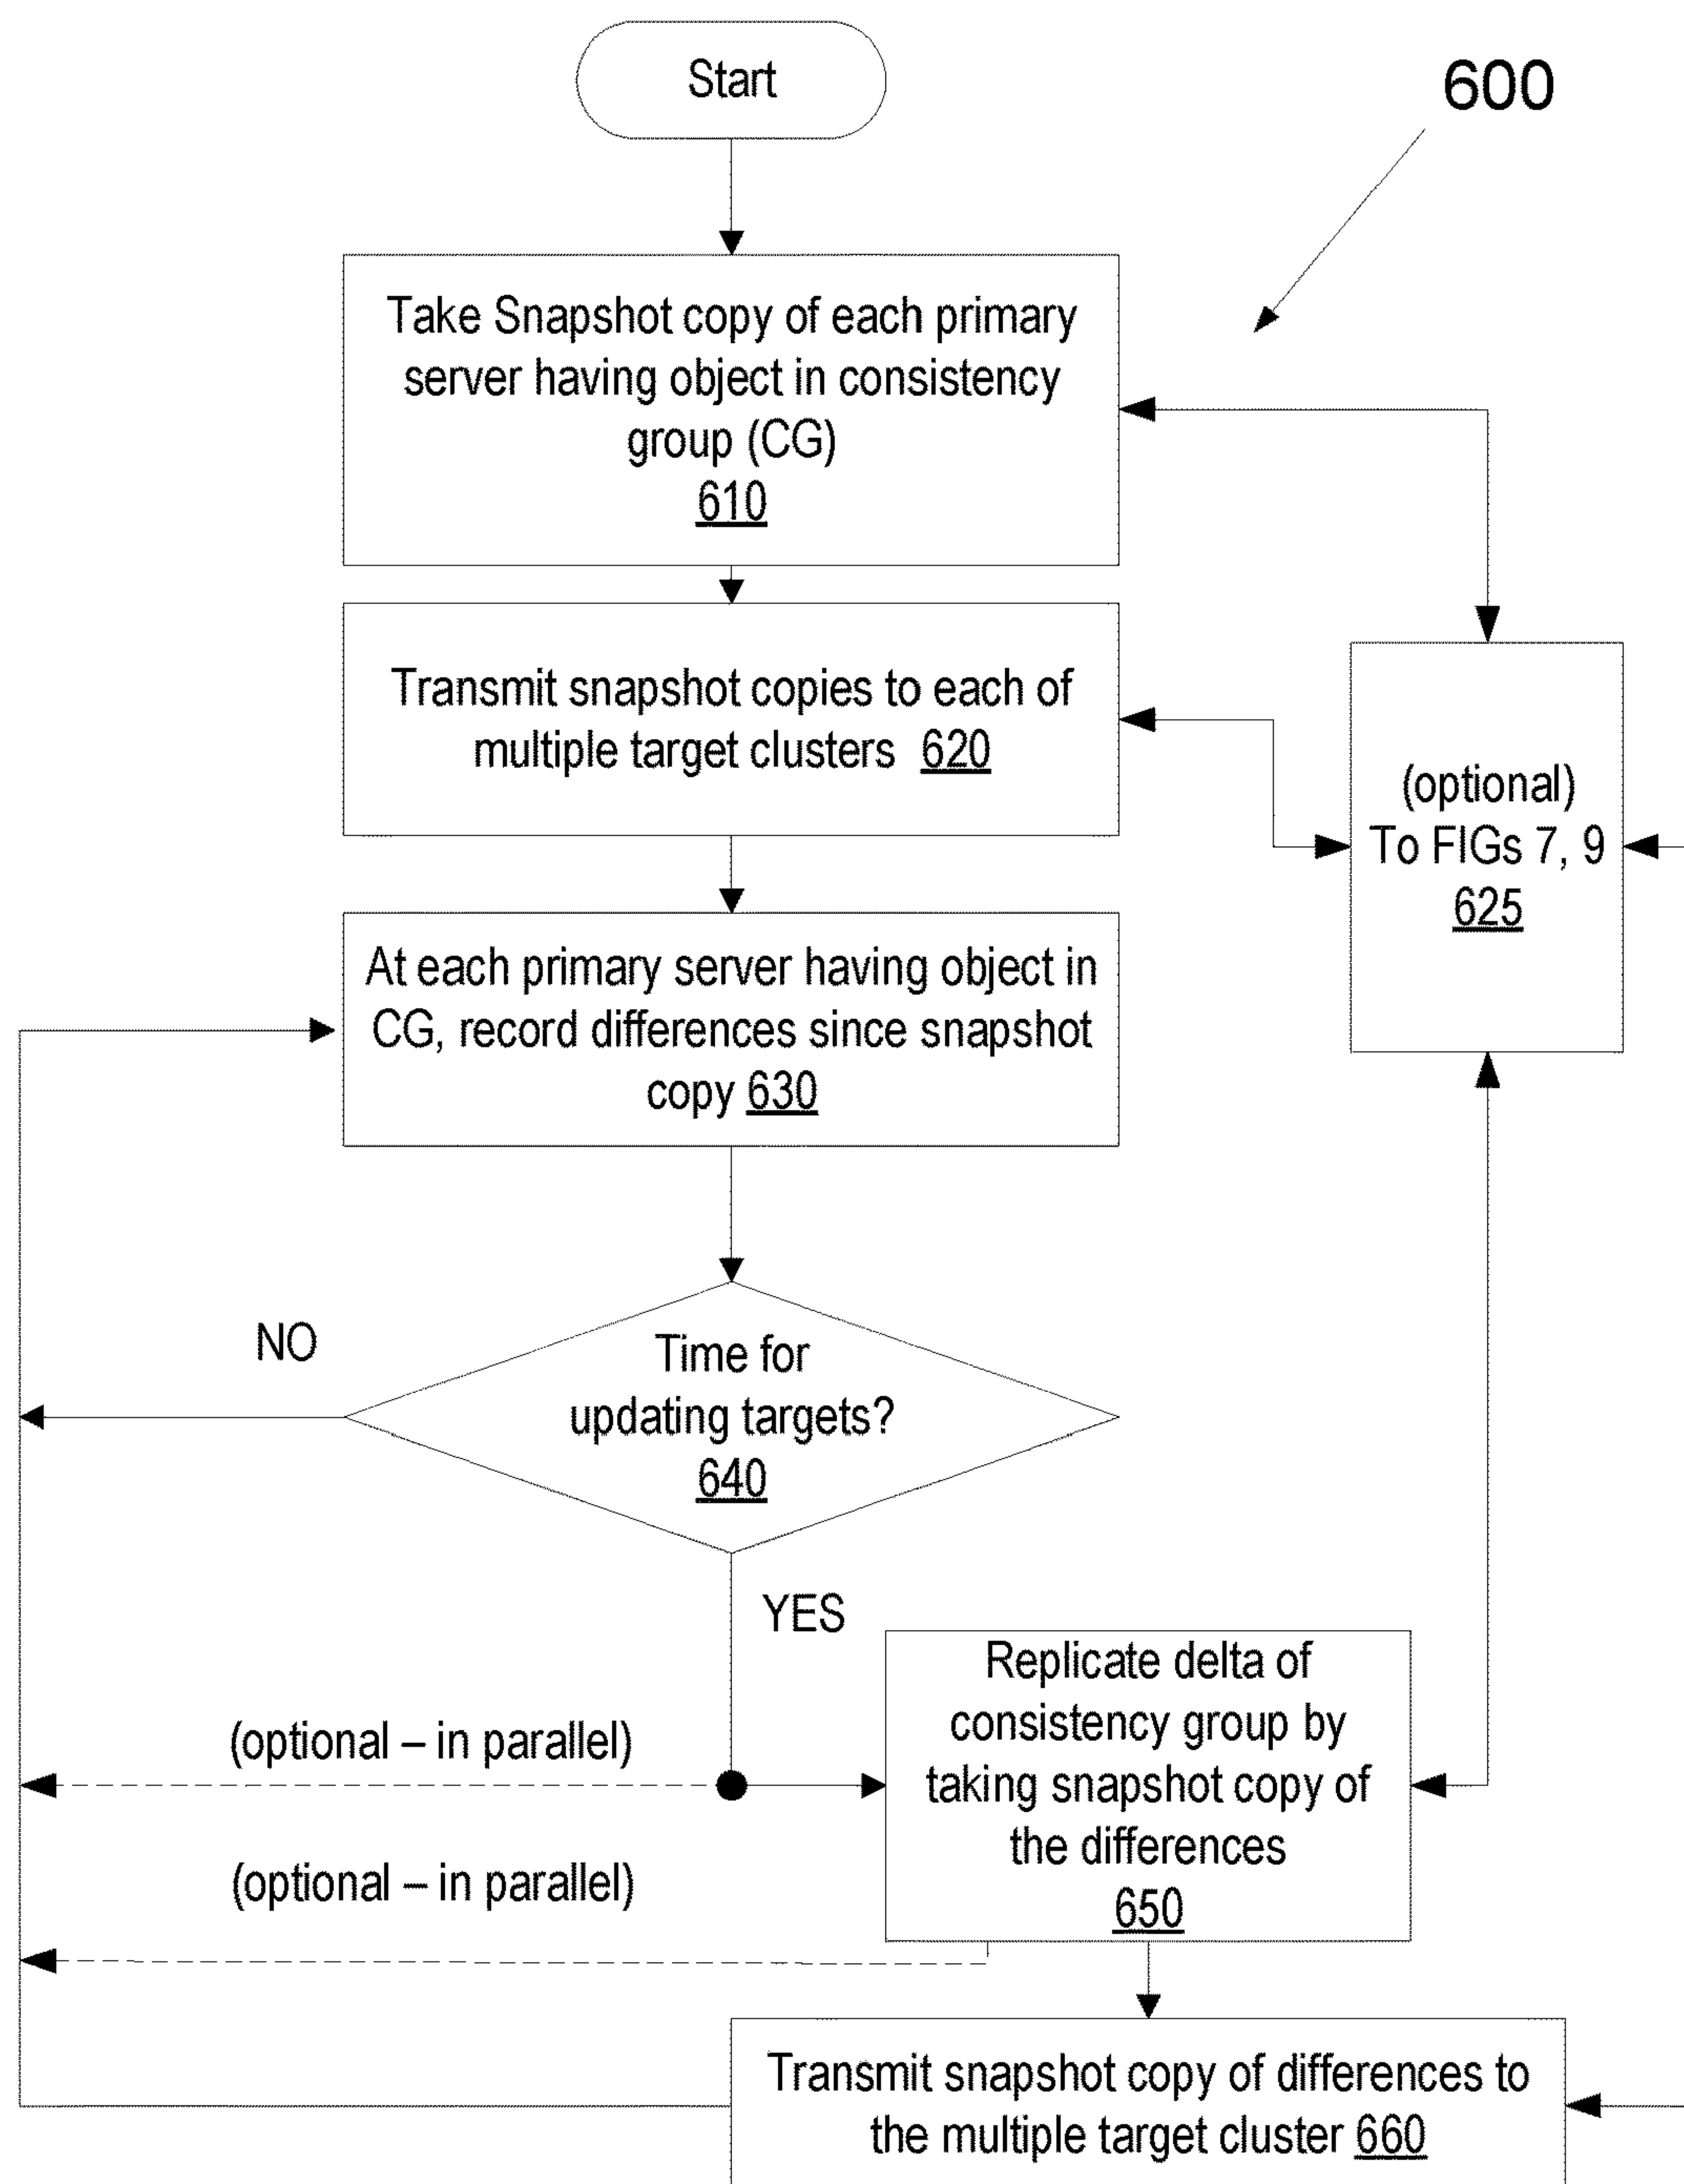 Start
600
Take Snapshot copy of each primary
server having object in consistency
group (CG)
610
Transmit snapshot copies to each of
multiple target clusters 620
(optional)
To FIGs 7, 9
625
At each primary server having object in
CG, record differences since snapshot
copy 630
NO
Time for
updating targets?
640
YES
Replicate delta of
consistency group by
taking snapshot copy of
the differences
650
(optional – in parallel)
(optional – in parallel)
Transmit snapshot copy of differences to
the multiple target cluster 660